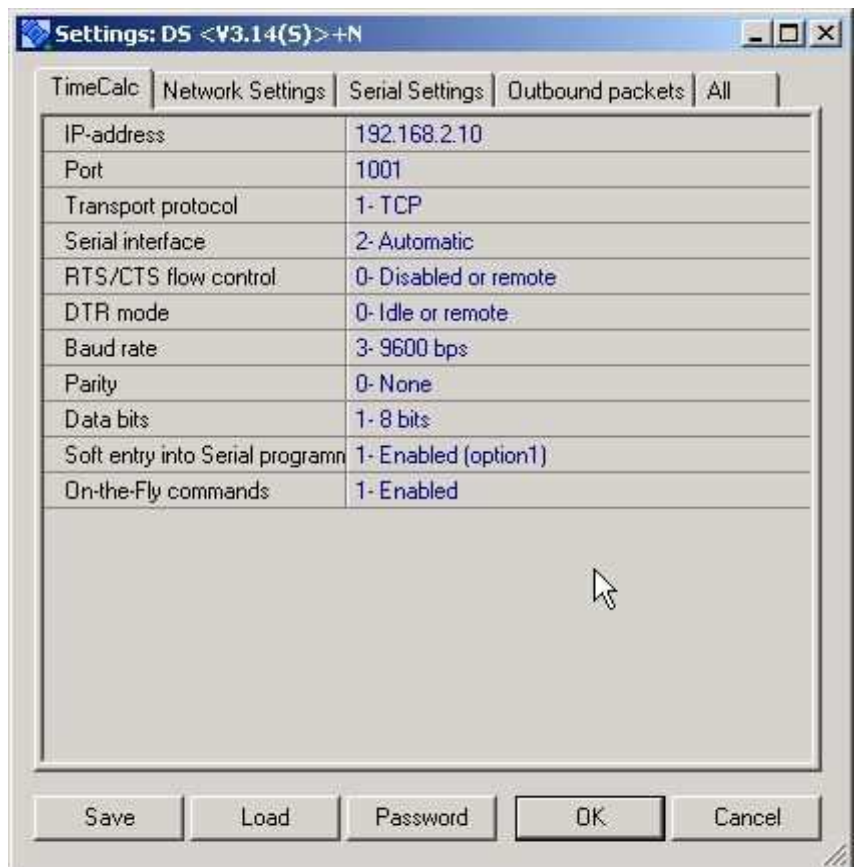 Settings: DS <V3.14(S)>+N
TimeCalc Network Settings Serial Settings Outbound packets All
IP-address 192.168.2.10
Port 1001
Transport protocol 1- TCP
Serial interface 2- Automatic
RTS/CTS flow control 0- Disabled or remote
DTR mode 0- Idle or remote
Baud rate 3- 9600 bps
Parity 0- None
Data bits 1- 8 bits
Soft entry into Serial programn 1- Enabled (option1)
On-the-Fly commands 1- Enabled
Save Load Password OK Cancel